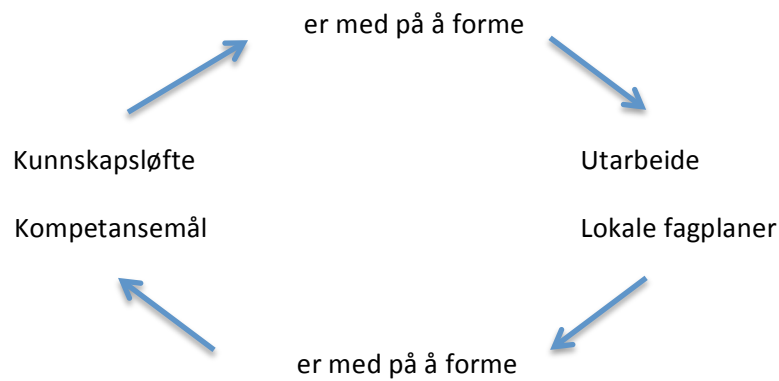 er med på å forme
Kunnskapsløfte
Utarbeide
Kompetansemål
Lokale fagplaner
er med på å forme